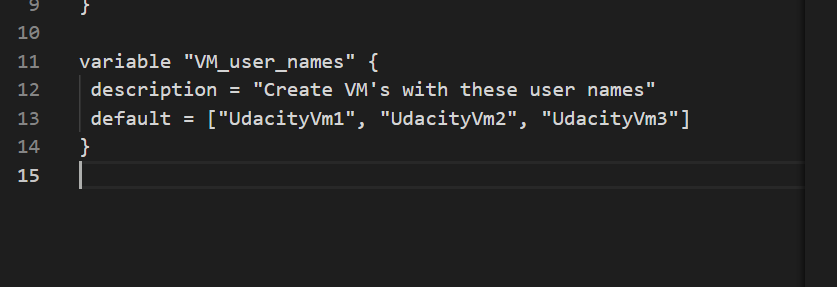 9 }
10
11 variable "VM_user_names" {
12 description = "Create VM's with these user names"
13 default = ["UdacityVm1", "UdacityVm2", "UdacityVm3"]
14 }
15